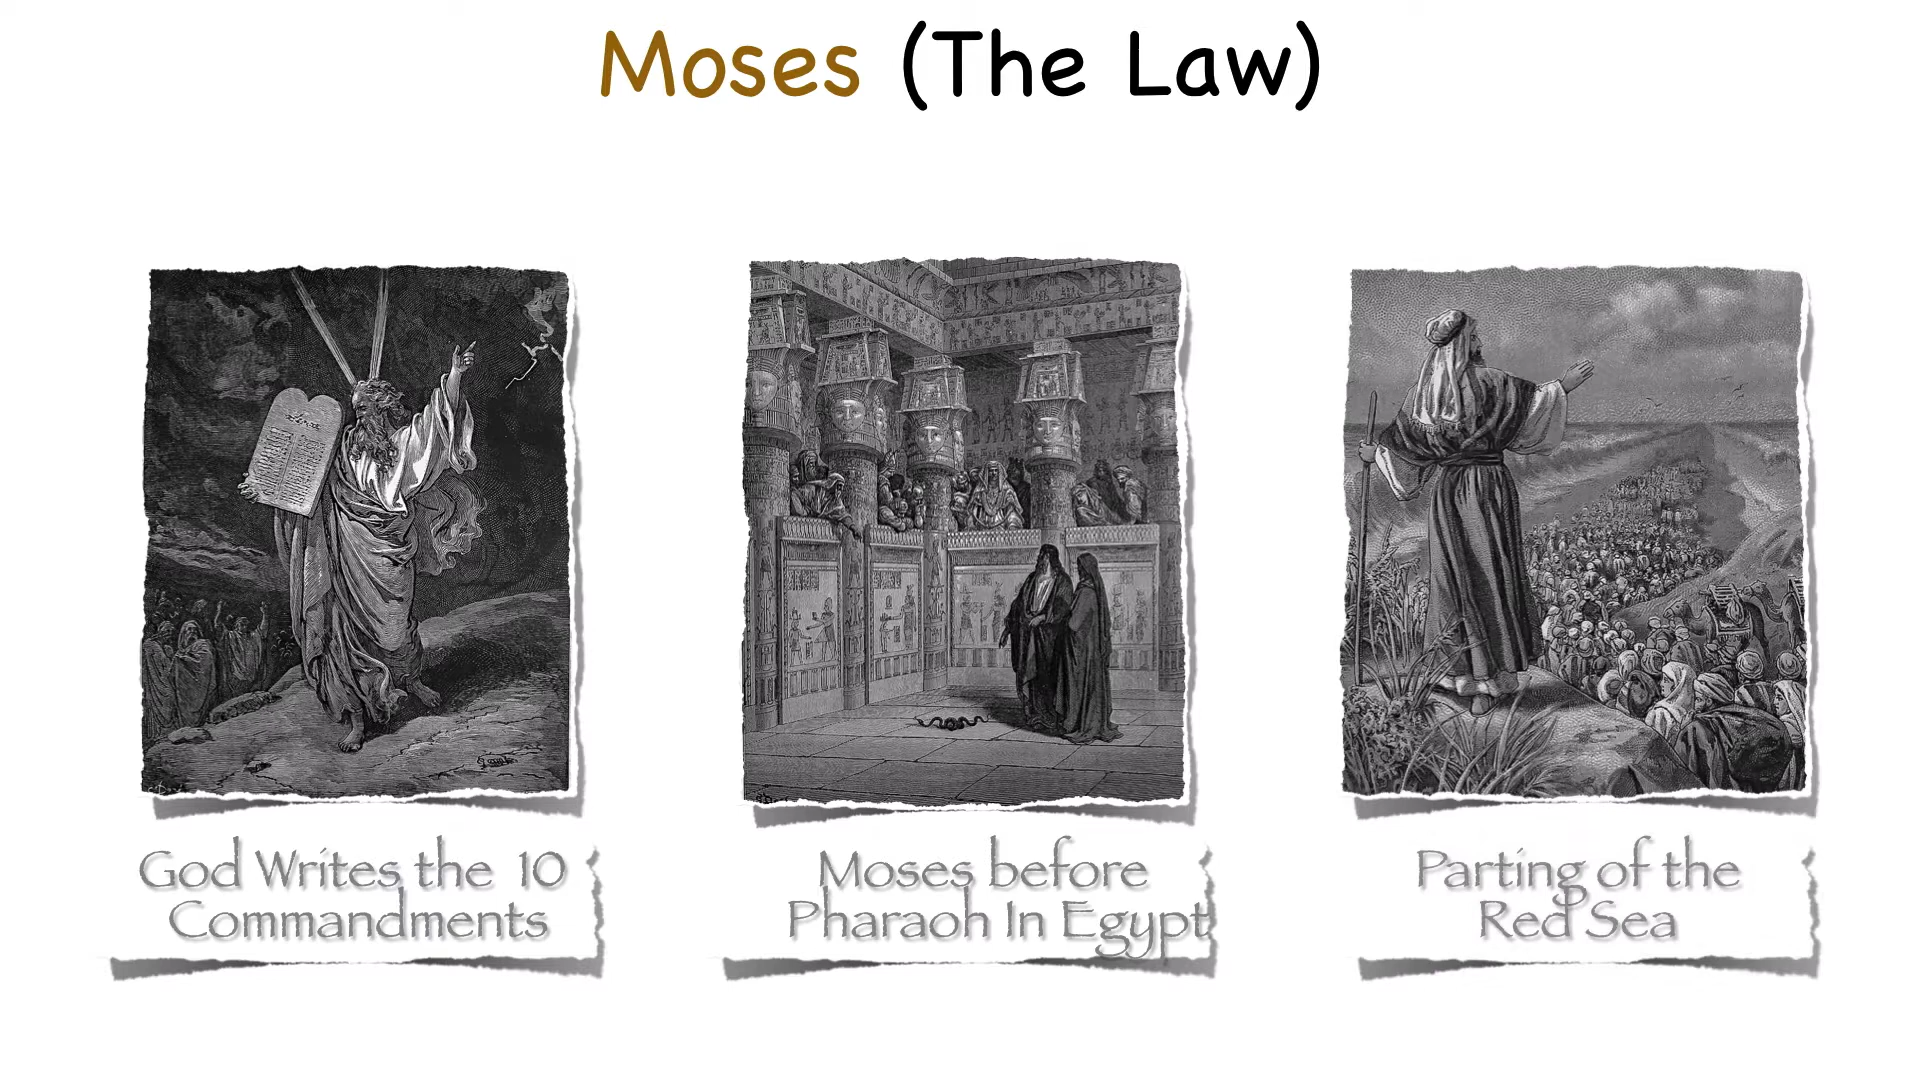 Moses (The Law)
God Writes the 10
Commandments
Moses before
Pharaoh In Egypt
Parting of the
Red Sea